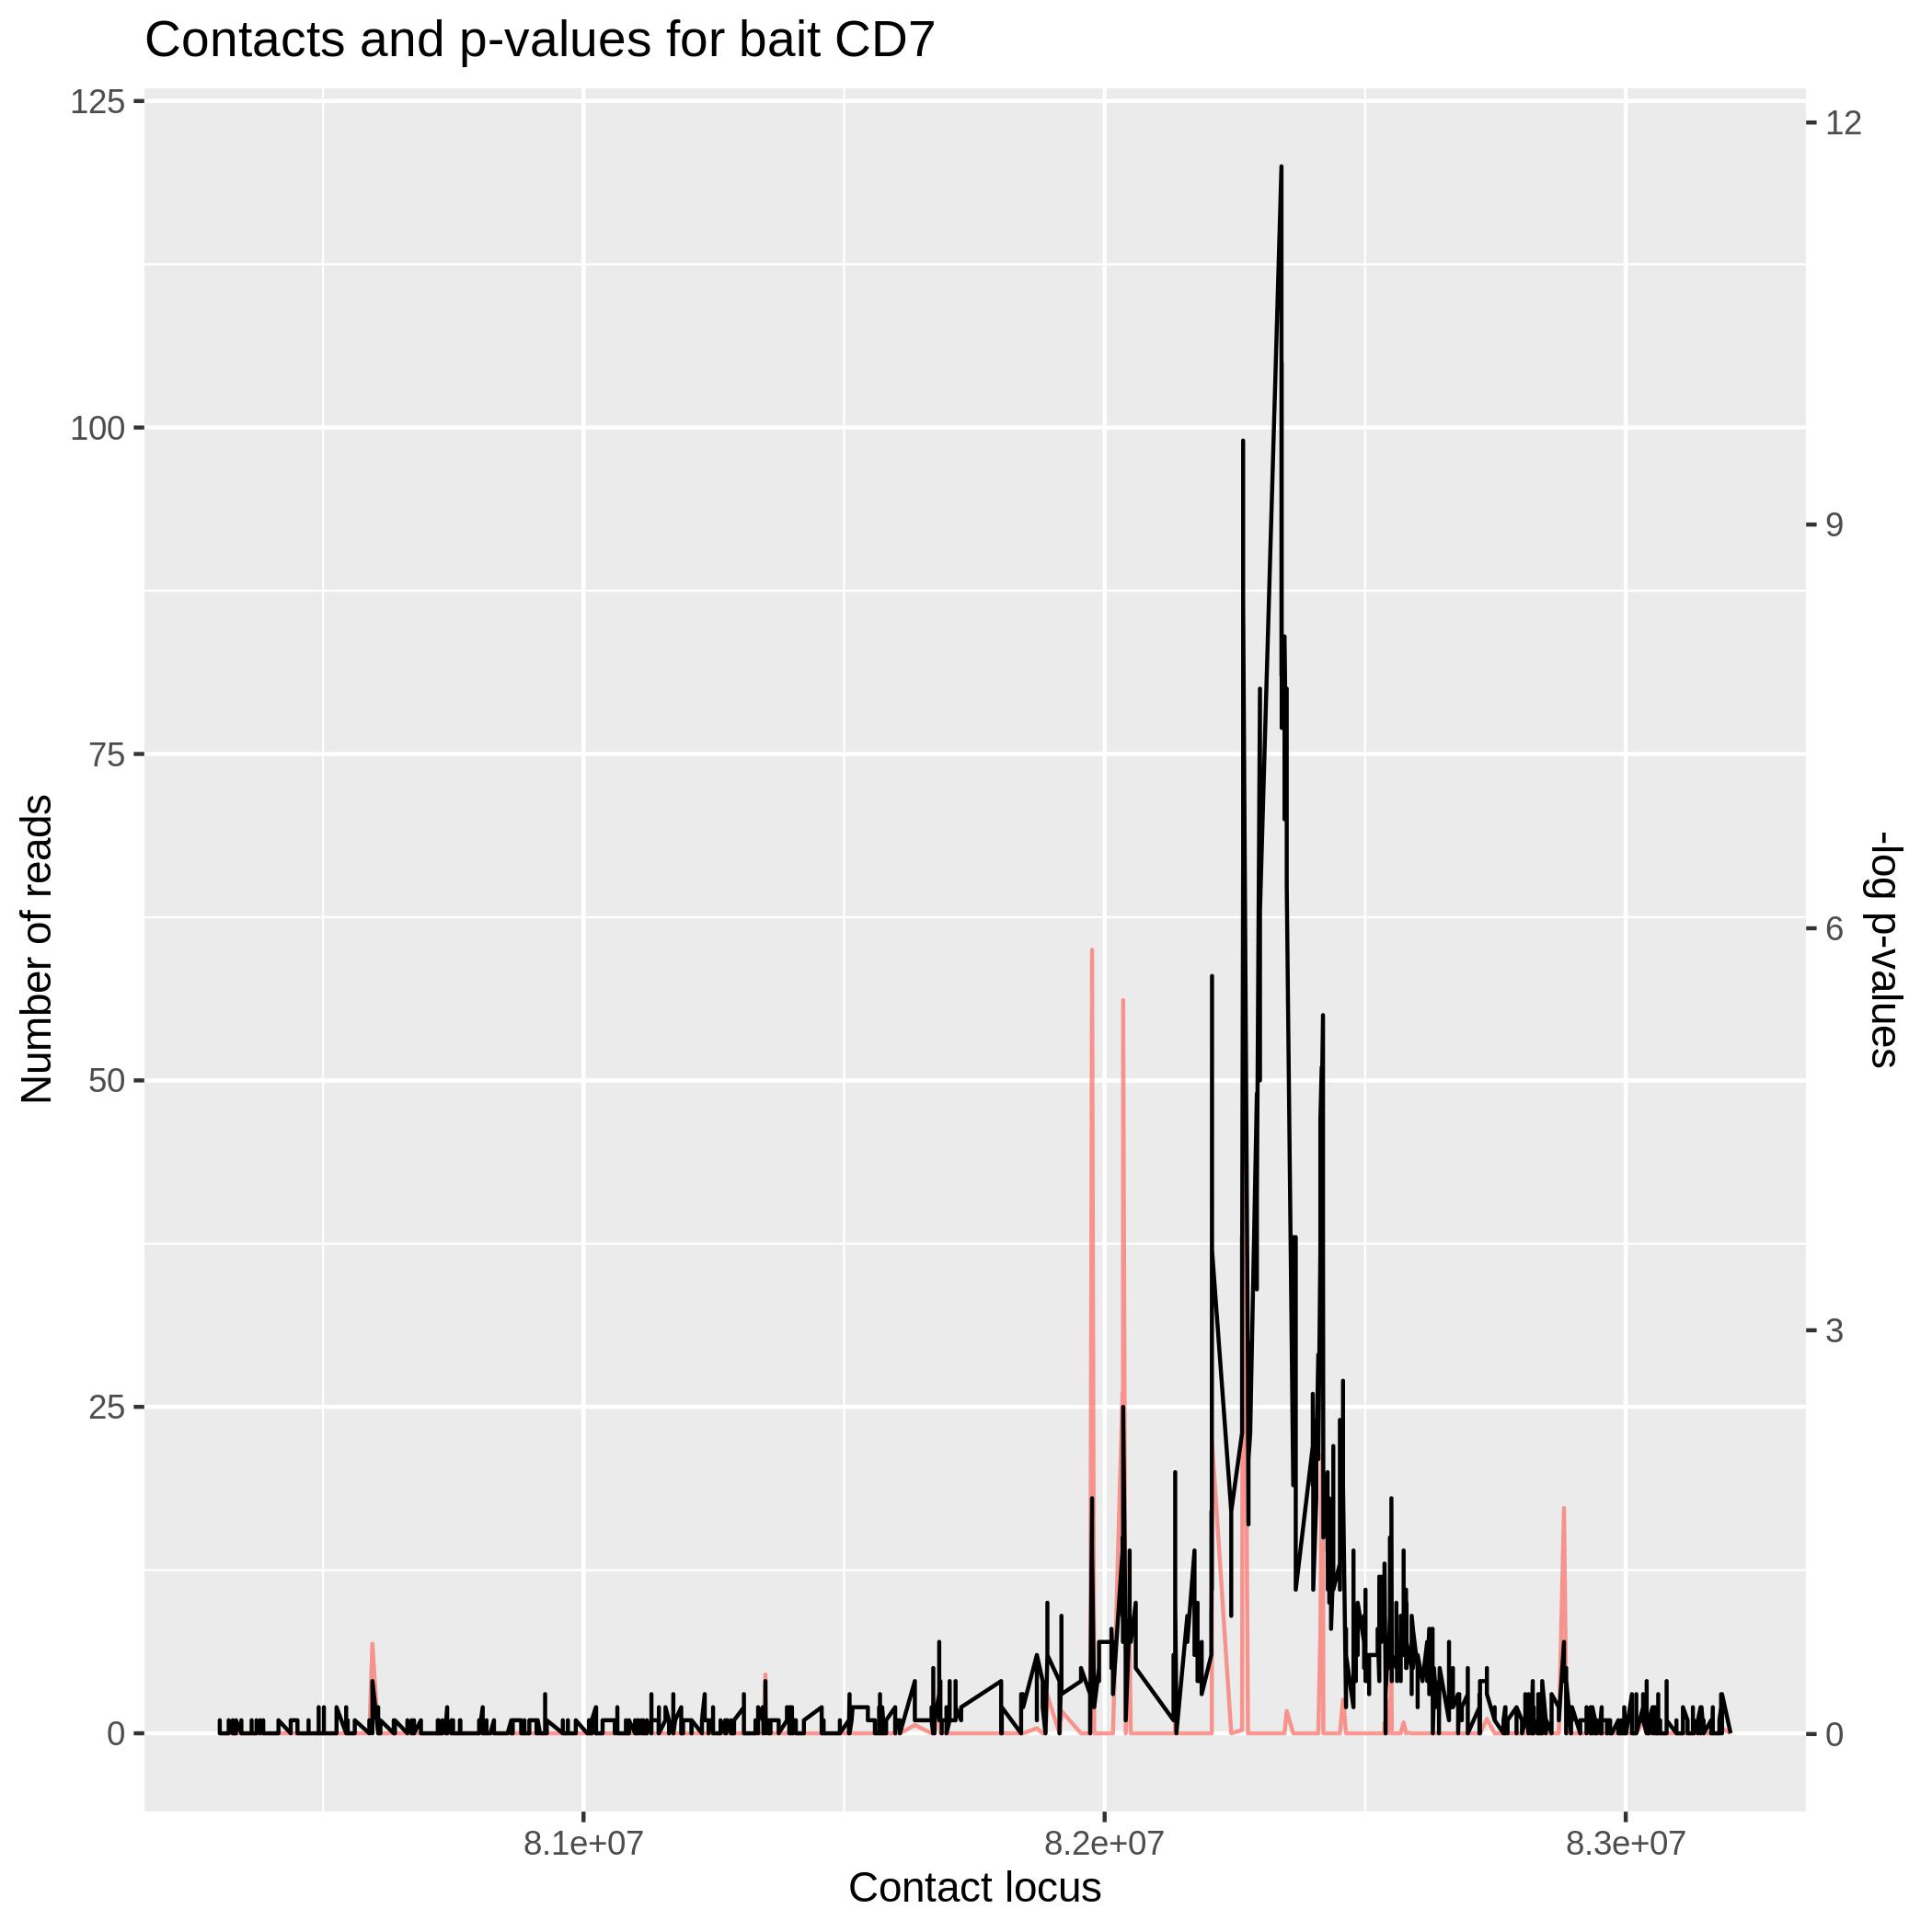 Contacts and p-values for bait CD7
Number of reads
125
100
75
50
25
0
12
9
6
3
0
-log p-values
8.1e+07
8.2e+07
8.3e+07
Contact locus